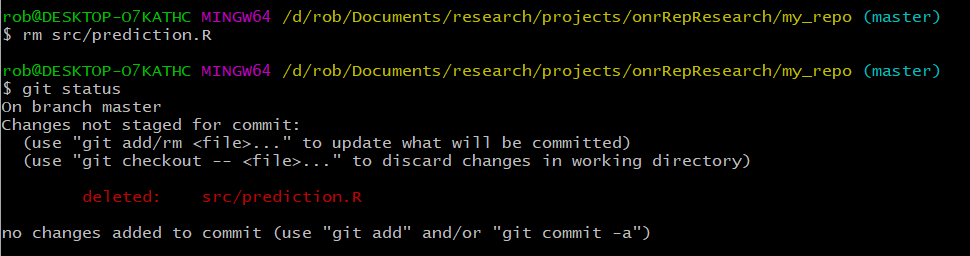 rob@DESKTOP-O7KATHC MINGW64 /d/rob/Documents/research/projects/onrRepResearch/my_repo (master)
$ rm src/prediction.R
rob@DESKTOP-O7KATHC MINGW64 /d/rob/Documents/research/projects/onrRepResearch/my_repo (master)
$ git status
On branch master
Changes not staged for commit:
  (use "git add/rm <file>..." to update what will be committed)
  (use "git checkout -- <file>..." to discard changes in working directory)
        deleted:    src/prediction.R
no changes added to commit (use "git add" and/or "git commit -a")